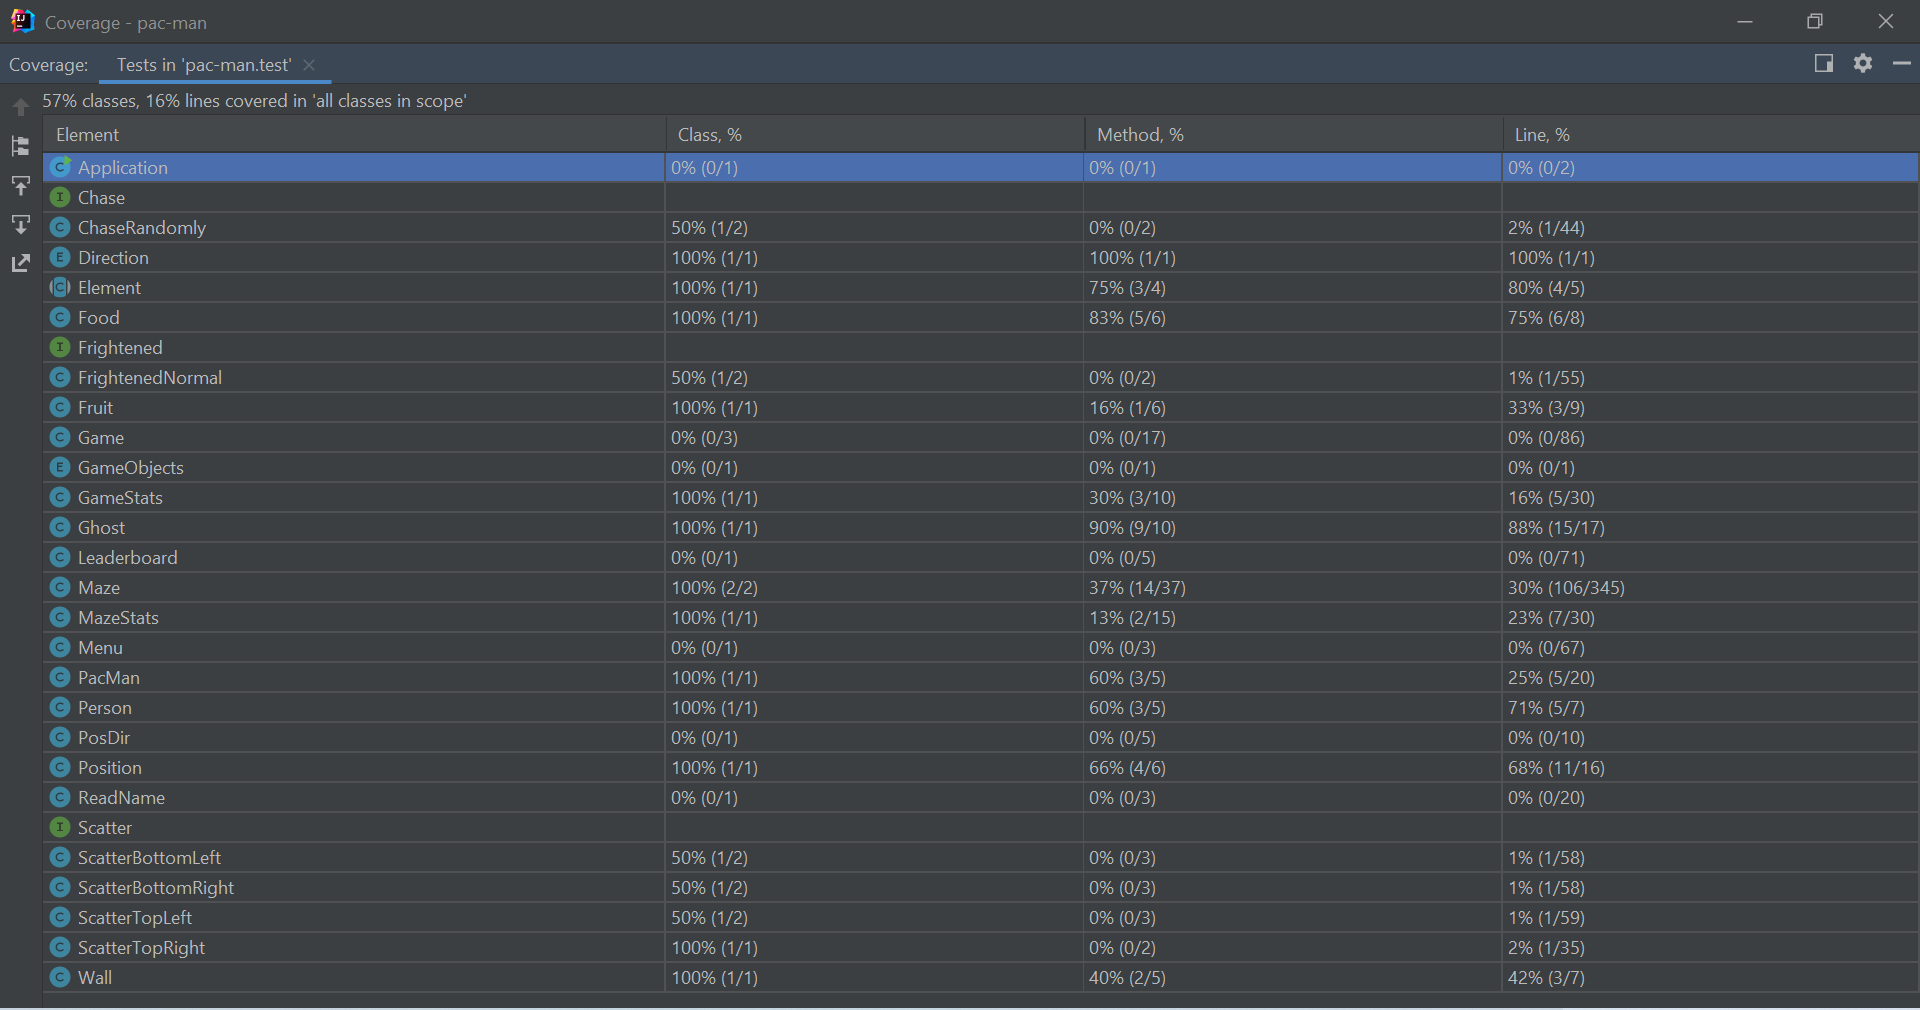 Coverage - pac-man
Coverage: Tests in 'pac-man.test'
57% classes, 16% lines covered in 'all classes in scope'
Element Class, % Method, % Line, %
Application 0% (0/1) 0% (0/1) 0% (0/2)
Chase
ChaseRandomly 50% (1/2) 0% (0/2) 2% (1/44)
Direction 100% (1/1) 100% (1/1) 100% (1/1)
Element 100% (1/1) 75% (3/4) 80% (4/5)
Food 100% (1/1) 83% (5/6) 75% (6/8)
Frightened
FrightenedNormal 50% (1/2) 0% (0/2) 1% (1/55)
Fruit 100% (1/1) 16% (1/6) 33% (3/9)
Game 0% (0/3) 0% (0/17) 0% (0/86)
GameObjects 0% (0/1) 0% (0/1) 0% (0/1)
GameStats 100% (1/1) 30% (3/10) 16% (5/30)
Ghost 100% (1/1) 90% (9/10) 88% (15/17)
Leaderboard 0% (0/1) 0% (0/5) 0% (0/71)
Maze 100% (2/2) 37% (14/37) 30% (106/345)
MazeStats 100% (1/1) 13% (2/15) 23% (7/30)
Menu 0% (0/1) 0% (0/3) 0% (0/67)
PacMan 100% (1/1) 60% (3/5) 25% (5/20)
Person 100% (1/1) 60% (3/5) 71% (5/7)
PosDir 0% (0/1) 0% (0/5) 0% (0/10)
Position 100% (1/1) 66% (4/6) 68% (11/16)
ReadName 0% (0/1) 0% (0/3) 0% (0/20)
Scatter
ScatterBottomLeft 50% (1/2) 0% (0/3) 1% (1/58)
ScatterBottomRight 50% (1/2) 0% (0/3) 1% (1/58)
ScatterTopLeft 50% (1/2) 0% (0/3) 1% (1/59)
ScatterTopRight 100% (1/1) 0% (0/2) 2% (1/35)
Wall 100% (1/1) 40% (2/5) 42% (3/7)